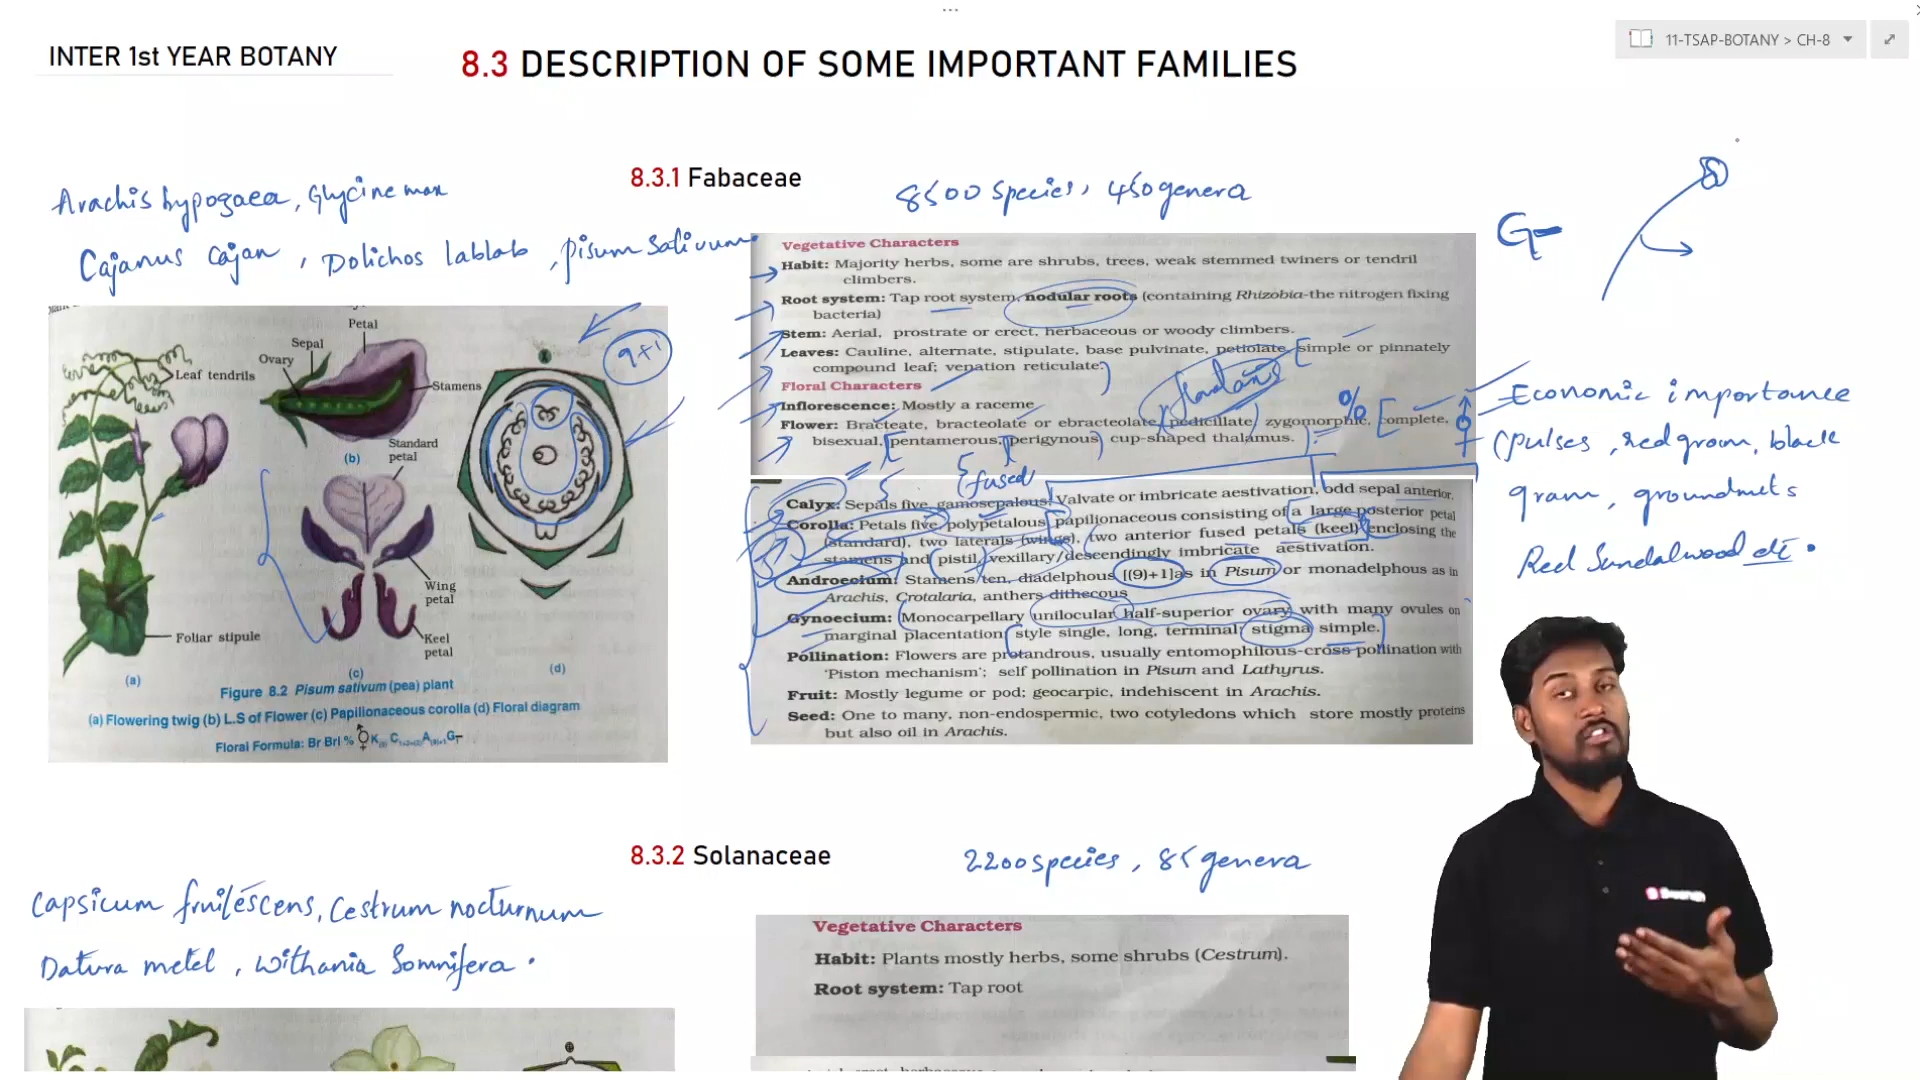 ...
INTER 1st YEAR BOTANY
8.3 DESCRIPTION OF SOME IMPORTANT FAMILIES
11-TSAP-BOTANY > CH-8
8.3.1 Fabaceae
8500 species, 450 genera
Arachis hypogaea, Glycine max
Cajanus cajan, Dolichos lablab, pisum sativum.
Petal
Sepal
Ovary
Leaf tendrils
Stamens
Standard
petal
(b)
9+1
Wing
petal
Foliar stipule
Keel
petal
(a)
(c)
(d)
Figure 8.2 Pisum sativum (pea) plant
(a) Flowering twig (b) L.S of Flower (c) Papilionaceous corolla (d) Floral diagram
Floral Formula: Br Brl % K
Vegetative Characters
Habit: Majority herbs, some are shrubs, trees, weak stemmed twiners or tendril
climbers.
Root system: Tap root system, nodular roots (containing Rhizobia-the nitrogen fixing
bacteria)
Stem: Aerial, prostrate or erect, herbaceous or woody climbers.
Leaves: Cauline, alternate, stipulate, base pulvinate, petiolate, simple or pinnately
compound leaf; venation reticulate.
Floral Characters
Inflorescence: Mostly a raceme
Flower: Bracteate, bracteolate or ebracteolate, pedicillate, zygomorphic, complete,
bisexual, pentamerous, perigynous, cup-shaped thalamus.
%
5
5
fused
Calyx: Sepals five, gamosepalous, Valvate or imbricate aestivation, odd sepal anterior.
Corolla: Petals five, polypetalous, papilionaceous consisting of a large posterior petal
(standard), two laterals (wings), two anterior fused petals (keel) enclosing the
stamens and pistil, vexillary/descendingly imbricate aestivation.
Androecium: Stamens ten, diadelphous [(9)+1] as in Pisum or monadelphous as in
Arachis, Crotalaria, anthers dithecous
Gynoecium: Monocarpellary unilocular half-superior ovary with many ovules on
marginal placentation, style single, long, terminal, stigma simple.
Pollination: Flowers are protandrous, usually entomophilous-cross pollination with
'Piston mechanism'; self pollination in Pisum and Lathyrus.
Fruit: Mostly legume or pod; geocarpic, indehiscent in Arachis.
Seed: One to many, non-endospermic, two cotyledons which store mostly proteins
but also oil in Arachis.
G-
Economic importance
(pulses, red gram, black
gram, groundnuts
Red Sandalwood etc.
8.3.2 Solanaceae
2200 species, 85 genera
Capsicum frutescens, Cestrum nocturnum
Datura metel, Withania Somnifera.
Vegetative Characters
Habit: Plants mostly herbs, some shrubs (Cestrum).
Root system: Tap root